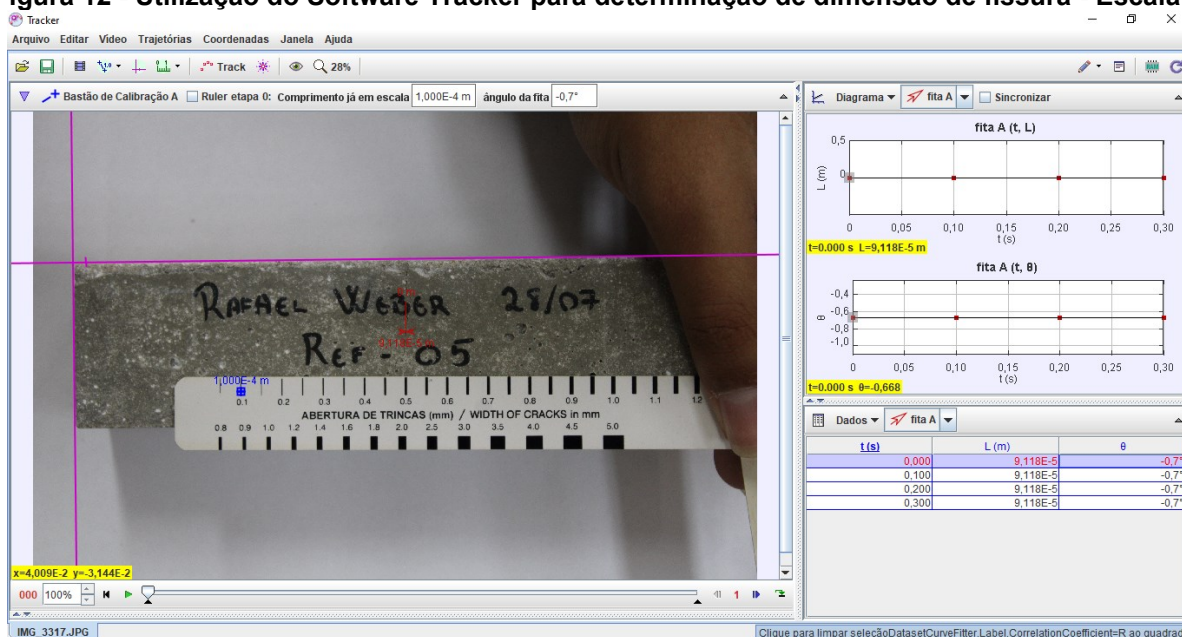 igura 12 - Utilização do Software Tracker para determinação de dimensão de fissura - Escala
Tracker
Arquivo Editar Video Trajetórias Coordenadas Janela Ajuda
Track 28%
Bastão de Calibração A Ruler etapa 0: Comprimento já em escala 1,000E-4 m ângulo da fita -0,7°
RAFAEL WEBER 28/07
REF - 05
1,000E-4 m
0.1 0.2 0.3 0.4 0.5 0.6 0.7 0.8 0.9 1.0 1.1 1.2
ABERTURA DE TRINCAS (mm) / WIDTH OF CRACKS in mm
0.8 0.9 1.0 1.2 1.4 1.6 1.8 2.0 2.5 3.0 3.5 4.0 4.5 5.0
x=4,009E-2 y=-3,144E-2
000 100% 1
IMG_3317.JPG
Diagrama fita A Sincronizar
fita A (t, L)
L (m)
0,5
0
0 0,05 0,10 0,15 0,20 0,25 0,30
t (s)
t=0.000 s L=9,118E-5 m
fita A (t, θ)
θ
-0,4
-0,6
-0,8
-1,0
0 0,05 0,10 0,15 0,20 0,25 0,30
t (s)
t=0.000 s θ=-0,668
Dados fita A
t (s) L (m) θ
0,000 9,118E-5 -0,7°
0,100 9,118E-5 -0,7°
0,200 9,118E-5 -0,7°
0,300 9,118E-5 -0,7°
Clique para limpar seleçãoDatasetCurveFitter.Label.CorrelationCoefficient=R ao quadrad